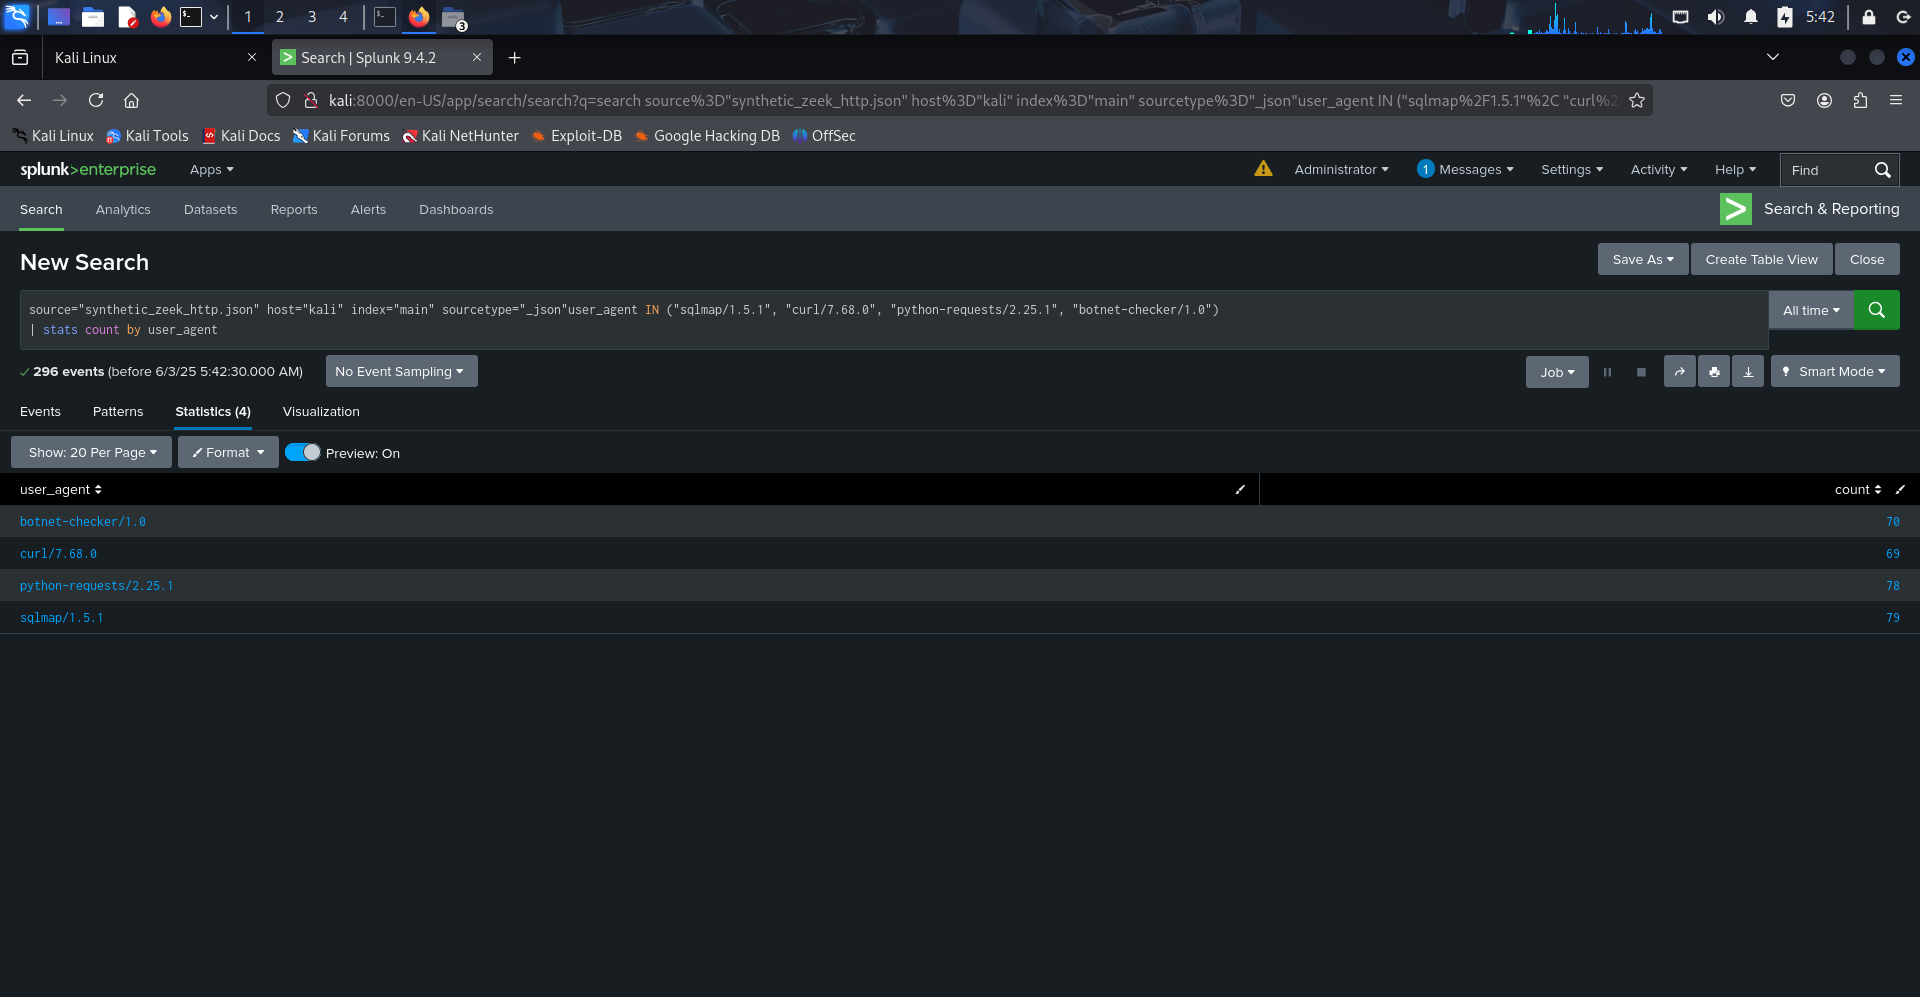 1 2 3 4
3
5:42
Kali Linux
Search | Splunk 9.4.2
kali:8000/en-US/app/search/search?q=search source%3D"synthetic_zeek_http.json" host%3D"kali" index%3D"main" sourcetype%3D"_json"user_agent IN ("sqlmap%2F1.5.1"%2C "curl%2
Kali Linux Kali Tools Kali Docs Kali Forums Kali NetHunter Exploit-DB Google Hacking DB OffSec
splunk>enterprise Apps Administrator 1 Messages Settings Activity Help Find
Search Analytics Datasets Reports Alerts Dashboards > Search & Reporting
New Search Save As Create Table View Close
source="synthetic_zeek_http.json" host="kali" index="main" sourcetype="_json"user_agent IN ("sqlmap/1.5.1", "curl/7.68.0", "python-requests/2.25.1", "botnet-checker/1.0")
| stats count by user_agent
All time
296 events (before 6/3/25 5:42:30.000 AM) No Event Sampling Job Smart Mode
Events Patterns Statistics (4) Visualization
Show: 20 Per Page Format Preview: On
user_agent count
botnet-checker/1.0 70
curl/7.68.0 69
python-requests/2.25.1 78
sqlmap/1.5.1 79